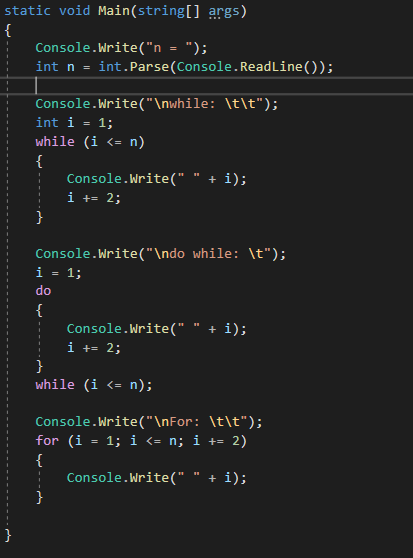 static void Main(string[] args)
{
    Console.Write("n = ");
    int n = int.Parse(Console.ReadLine());

    Console.Write("\nwhile: \t\t");
    int i = 1;
    while (i <= n)
    {
        Console.Write(" " + i);
        i += 2;
    }

    Console.Write("\ndo while: \t");
    i = 1;
    do
    {
        Console.Write(" " + i);
        i += 2;
    }
    while (i <= n);

    Console.Write("\nFor: \t\t");
    for (i = 1; i <= n; i += 2)
    {
        Console.Write(" " + i);
    }

}